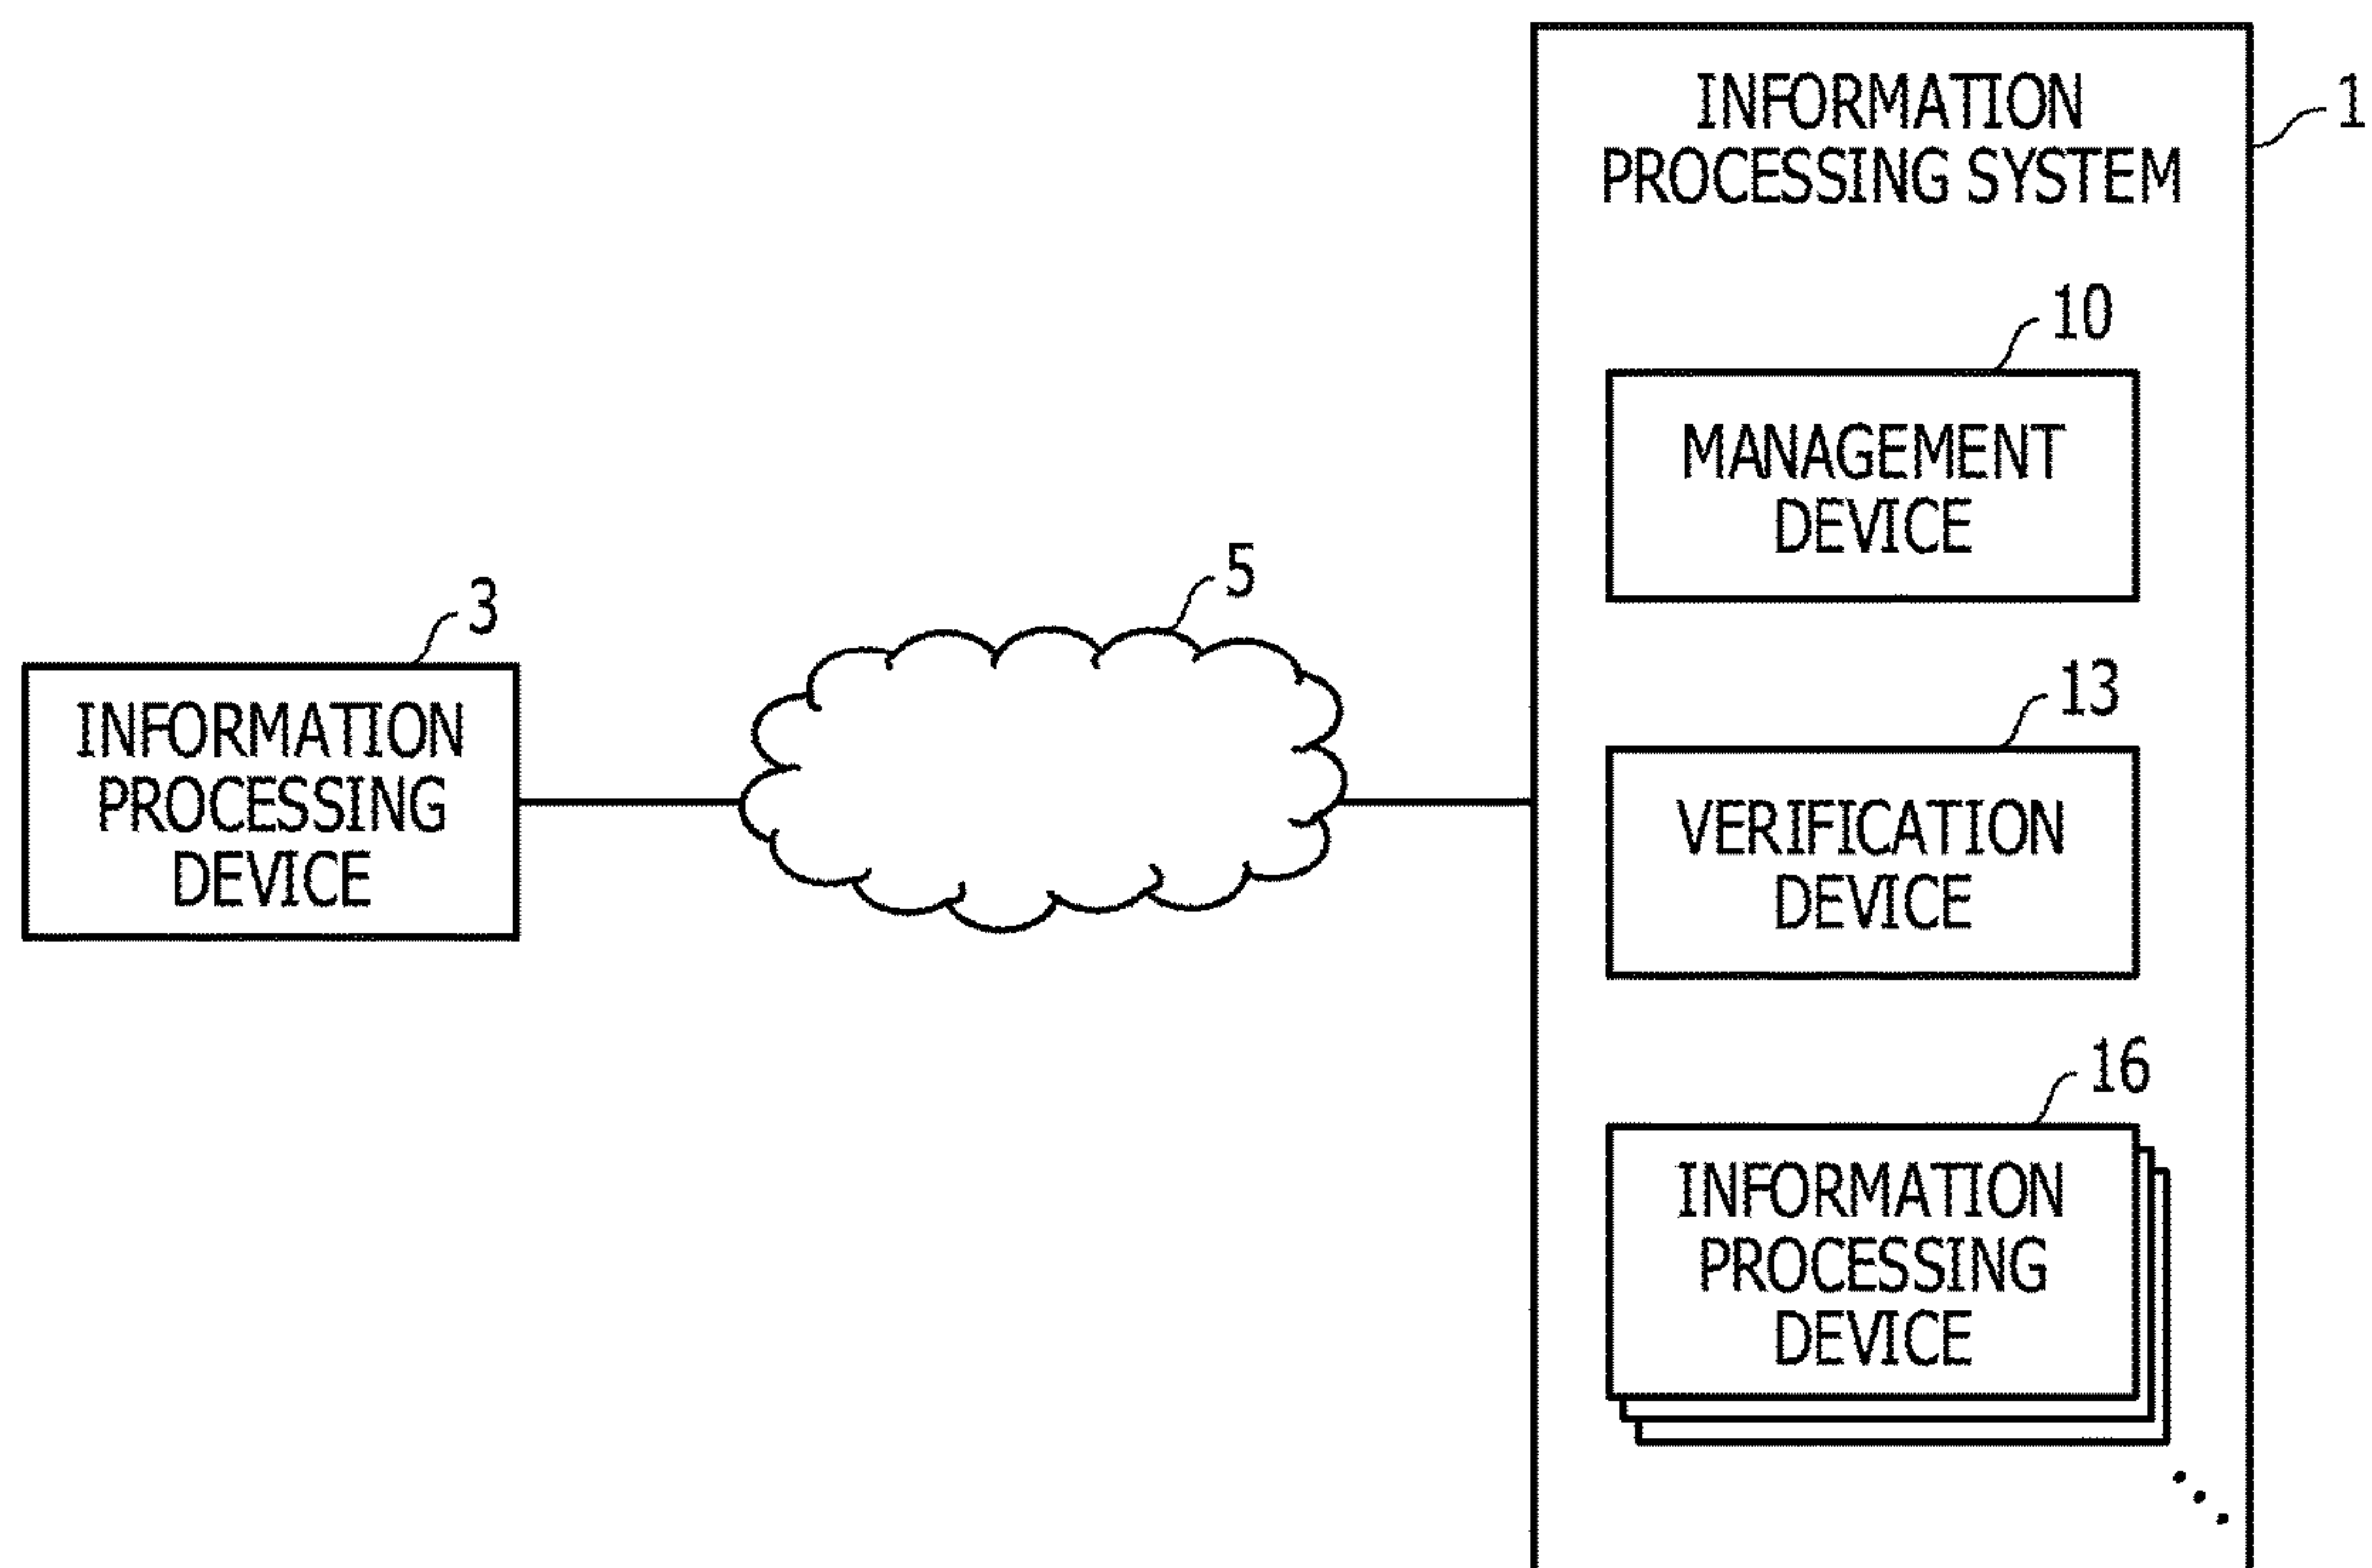 INFORMATION
PROCESSING SYSTEM
1
10
MANAGEMENT
DEVICE
5
3
INFORMATION
PROCESSING
DEVICE
13
VERIFICATION
DEVICE
16
INFORMATION
PROCESSING
DEVICE